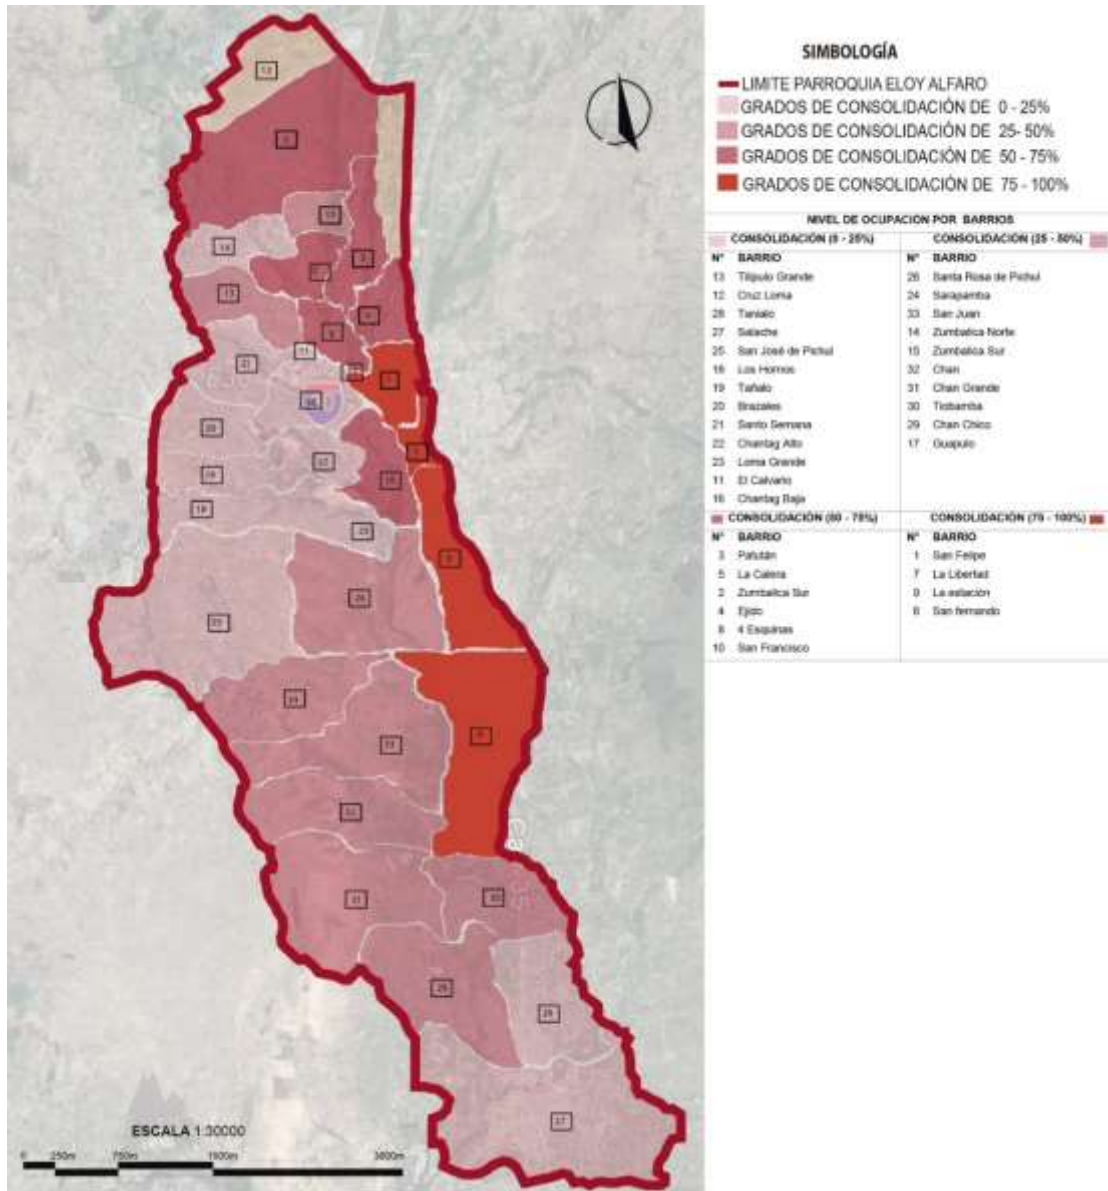 SIMBOLOGÍA
LIMITE PARROQUIA ELOY ALFARO
GRADOS DE CONSOLIDACIÓN DE 0 - 25%
GRADOS DE CONSOLIDACIÓN DE 25- 50%
GRADOS DE CONSOLIDACIÓN DE 50 - 75%
GRADOS DE CONSOLIDACIÓN DE 75 - 100%
NIVEL DE OCUPACIÓN POR BARRIOS
CONSOLIDACIÓN (0 - 25%)
N° BARRIO
13 Tilipulo Grande
12 Cruz Loma
28 Tanialo
27 Salache
25 San José de Pichul
18 Los Hornos
19 Tañalo
20 Brazales
21 Santo Semana
22 Chantag Alto
23 Loma Grande
11 El Calvario
16 Chantag Baja
CONSOLIDACIÓN (25 - 50%)
N° BARRIO
26 Santa Rosa de Pichul
24 Sarapamba
33 San Juan
14 Zumbalica Norte
15 Zumbalica Sur
32 Chan
31 Chan Grande
30 Tiobamba
29 Chan Chico
17 Guapulo
CONSOLIDACIÓN (50 - 75%)
N° BARRIO
3 Patután
5 La Calera
2 Zumbalica Sur
4 Ejido
8 4 Esquinas
10 San Francisco
CONSOLIDACIÓN (75 - 100%)
N° BARRIO
1 San Felipe
7 La Libertad
9 La estación
6 San fernando
ESCALA 1:30000
0 250m 750m 1500m 3000m